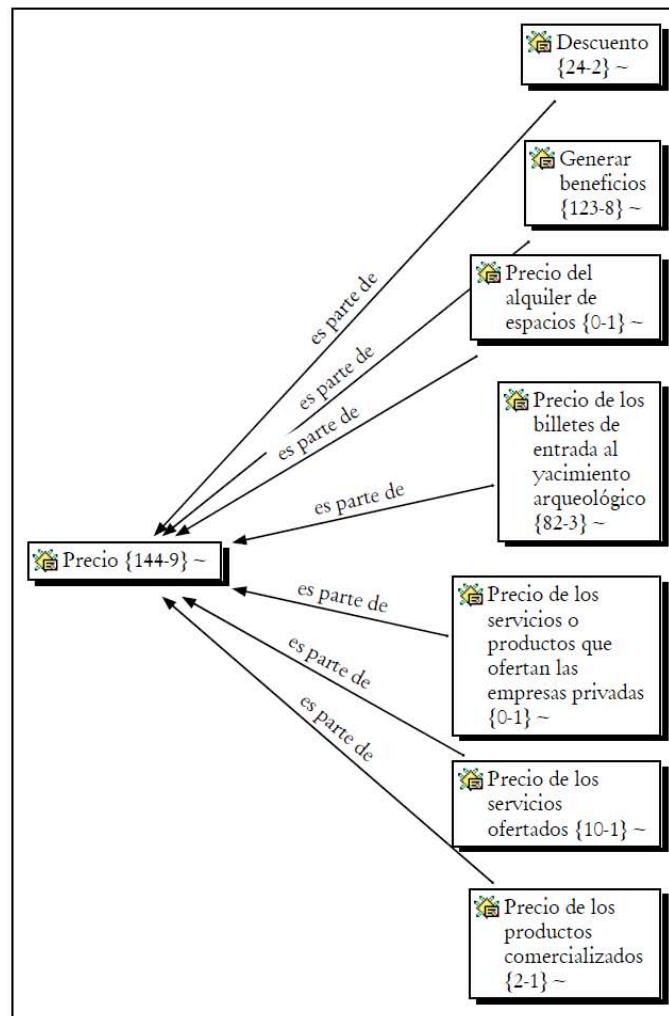 Descuento
{24-2} ~
es parte de
Generar
beneficios
{123-8} ~
es parte de
Precio del
alquiler de
espacios {0-1} ~
es parte de
Precio de los
billetes de
entrada al
yacimiento
arqueológico
{82-3} ~
es parte de
Precio {144-9} ~
Precio de los
servicios o
productos que
ofertan las
empresas privadas
{0-1} ~
es parte de
Precio de los
servicios
ofertados {10-1} ~
es parte de
Precio de los
productos
comercializados
{2-1} ~
es parte de